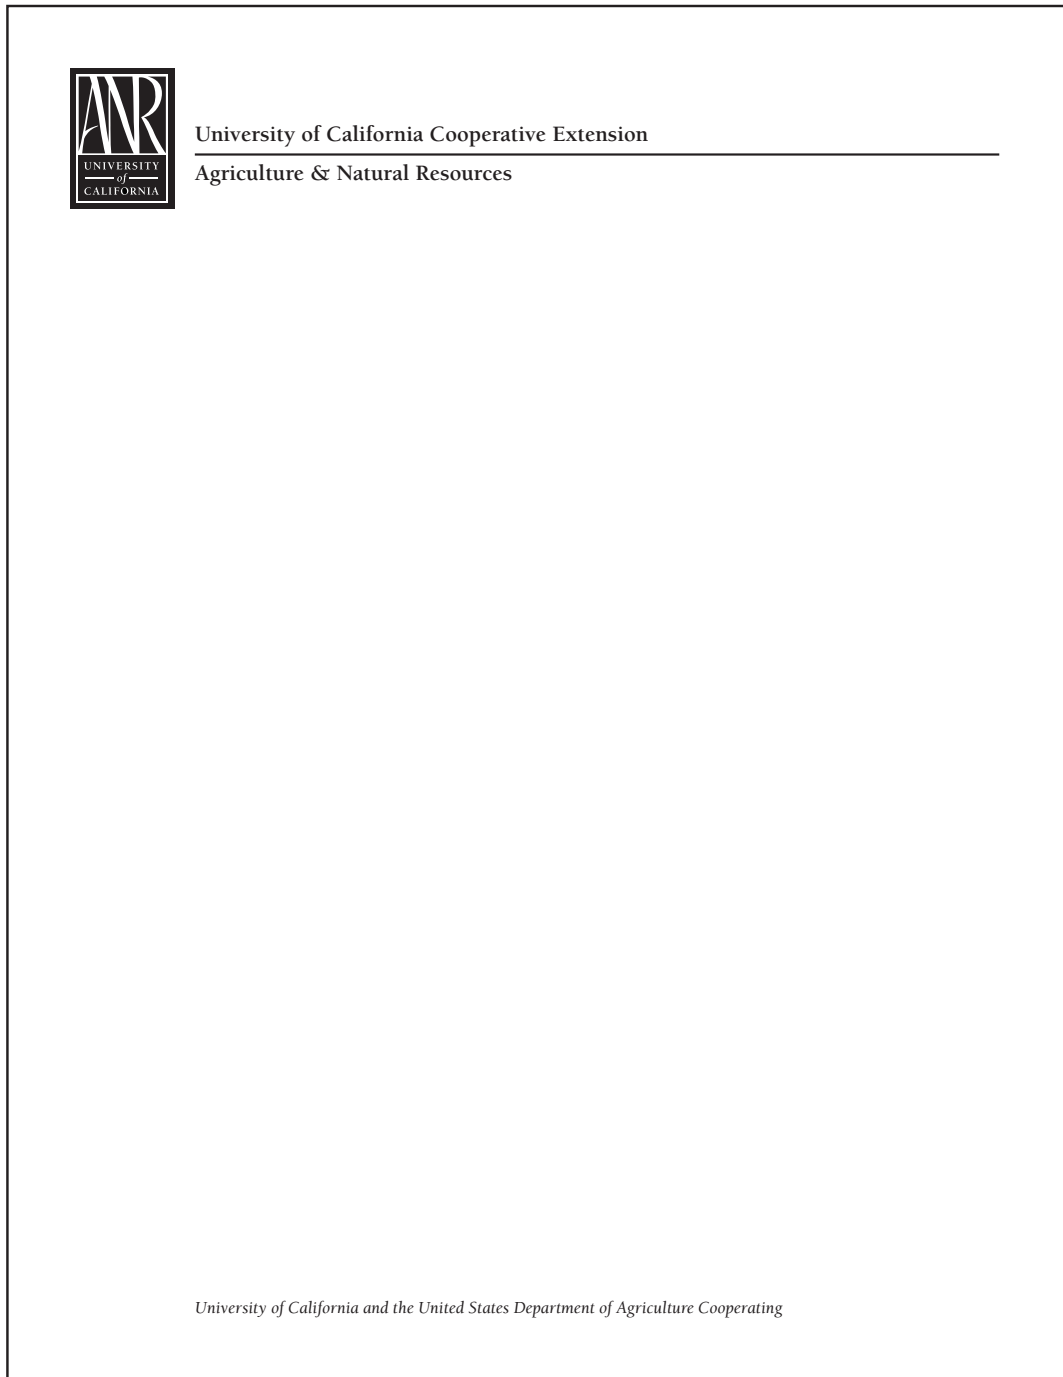 ANR
UNIVERSITY
of
CALIFORNIA
University of California Cooperative Extension
Agriculture & Natural Resources
University of California and the United States Department of Agriculture Cooperating